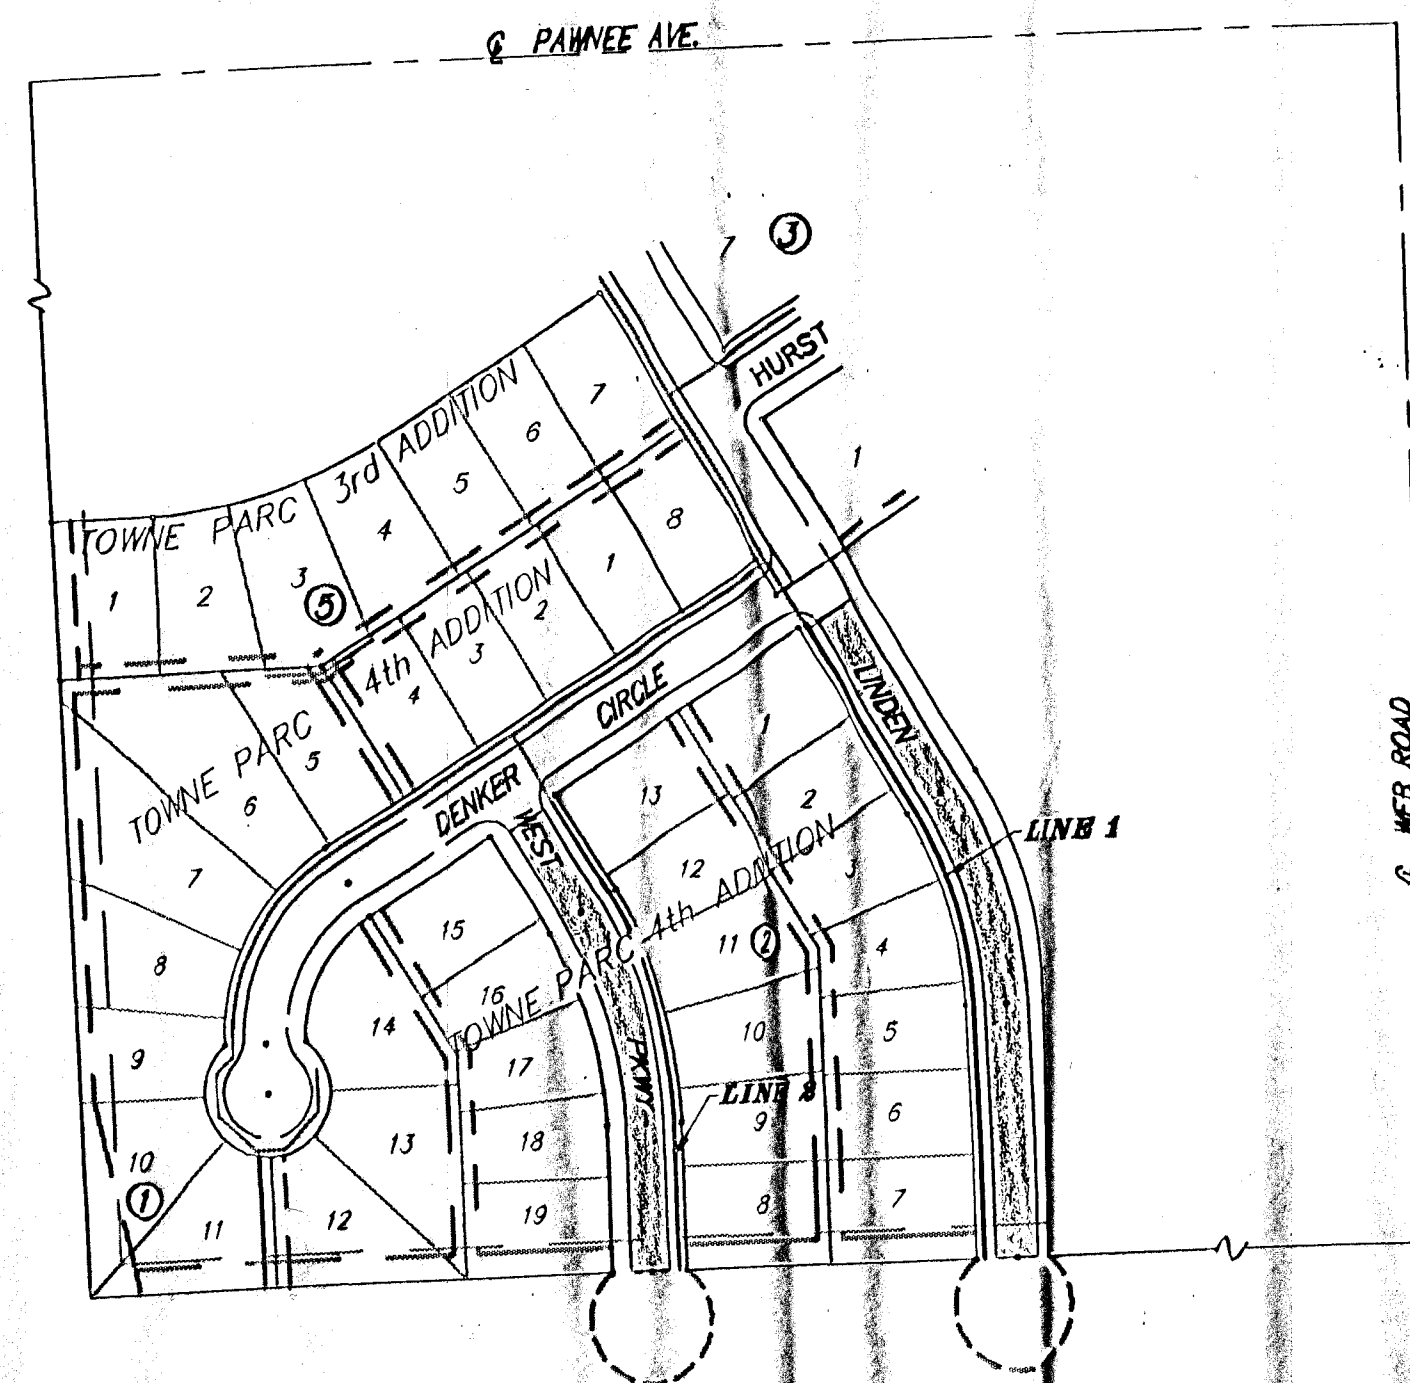 ℄ PAWNEE AVE.
7 ③
HURST
TOWNE PARC 3rd ADDITION
1 2 3 4 5 6 7
⑤
1
8
1
2
3
4
4th ADDITION
TOWNE PARC
5
6
7
8
9
10
①
11
12
13
14
DENKER CIRCLE
LINDEN
WEST PKWY.
LINE 1
℄ WEB ROAD
1
2
3
4
5
6
7
13
12
11 ②
10
9
8
TOWNE PARC 4th ADDITION
15
16
17
18
19
LINE